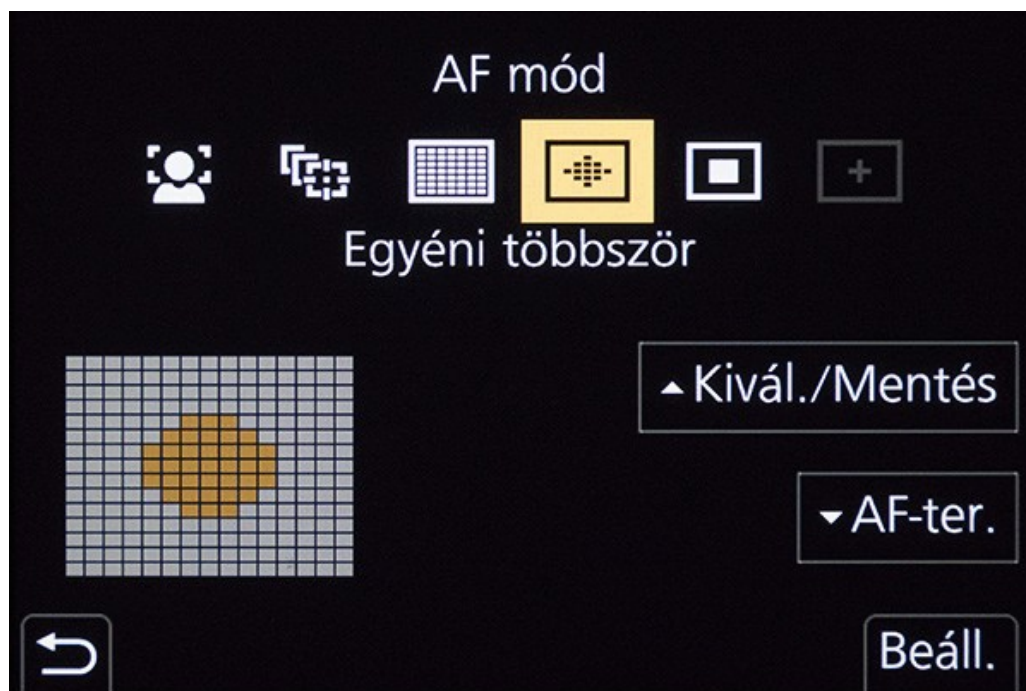 AF mód
Egyéni többször
Kivál./Mentés
AF-ter.
Beáll.